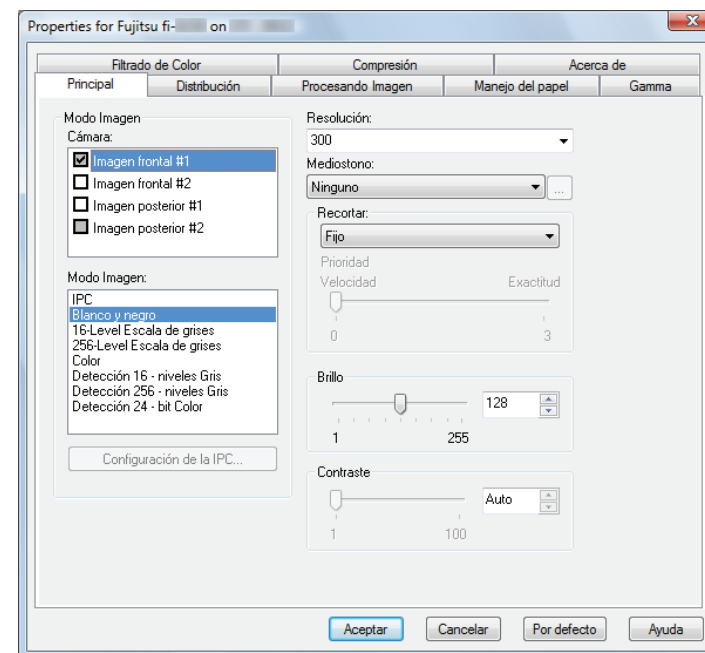 Properties for Fujitsu fi- on
Filtrado de Color
Compresión
Acerca de
Principal
Distribución
Procesando Imagen
Manejo del papel
Gamma
Modo Imagen
Cámara:
Imagen frontal #1
Imagen frontal #2
Imagen posterior #1
Imagen posterior #2
Modo Imagen:
IPC
Blanco y negro
16-Level Escala de grises
256-Level Escala de grises
Color
Detección 16 - niveles Gris
Detección 256 - niveles Gris
Detección 24 - bit Color
Configuración de la IPC...
Resolución:
300
Mediostono:
Ninguno
...
Recortar:
Fijo
Prioridad
Velocidad Exactitud
0 3
Brillo
128
1 255
Contraste
Auto
1 100
Aceptar
Cancelar
Por defecto
Ayuda